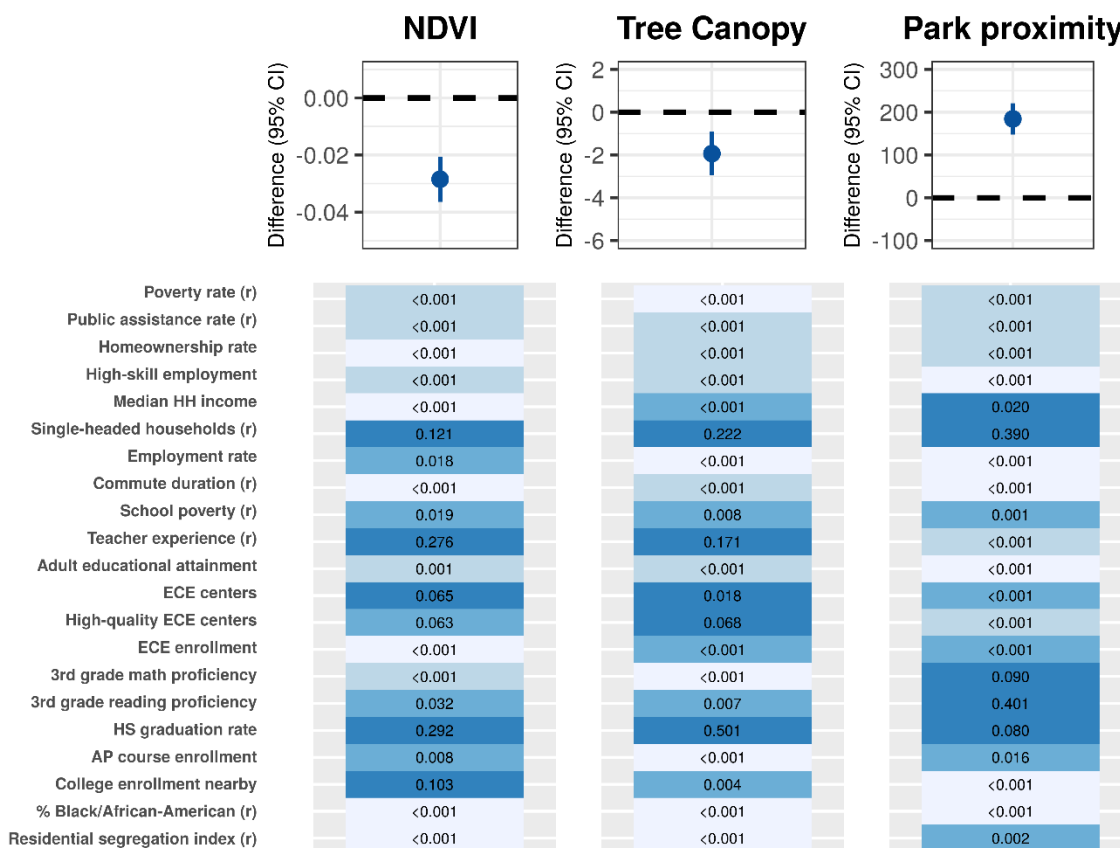 NDVI Tree Canopy Park proximity
Difference (95% CI)
0.00
-0.02
-0.04
Difference (95% CI)
2
0
-2
-4
-6
Difference (95% CI)
300
200
100
0
-100
Poverty rate (r) <0.001 <0.001 <0.001
Public assistance rate (r) <0.001 <0.001 <0.001
Homeownership rate <0.001 <0.001 <0.001
High-skill employment <0.001 <0.001 <0.001
Median HH income <0.001 <0.001 0.020
Single-headed households (r) 0.121 0.222 0.390
Employment rate 0.018 <0.001 <0.001
Commute duration (r) <0.001 <0.001 <0.001
School poverty (r) 0.019 0.008 0.001
Teacher experience (r) 0.276 0.171 <0.001
Adult educational attainment 0.001 <0.001 <0.001
ECE centers 0.065 0.018 <0.001
High-quality ECE centers 0.063 0.068 <0.001
ECE enrollment <0.001 <0.001 <0.001
3rd grade math proficiency <0.001 <0.001 0.090
3rd grade reading proficiency 0.032 0.007 0.401
HS graduation rate 0.292 0.501 0.080
AP course enrollment 0.008 <0.001 0.016
College enrollment nearby 0.103 0.004 <0.001
% Black/African-American (r) <0.001 <0.001 <0.001
Residential segregation index (r) <0.001 <0.001 0.002